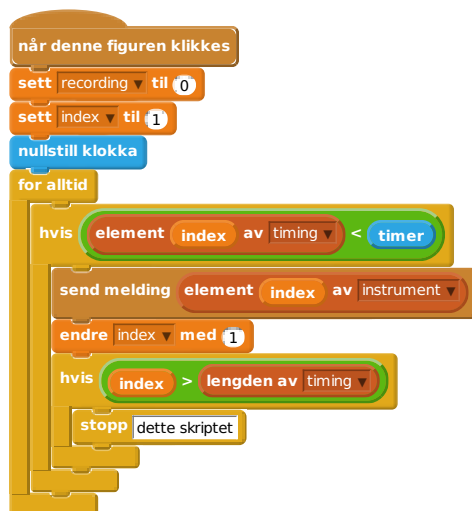 når denne figuren klikkes
sett recording til 0
sett index til 1
nullstill klokka
for alltid
hvis element index av timing < timer
send melding element index av instrument
endre index med 1
hvis index > lengden av timing
stopp dette skriptet